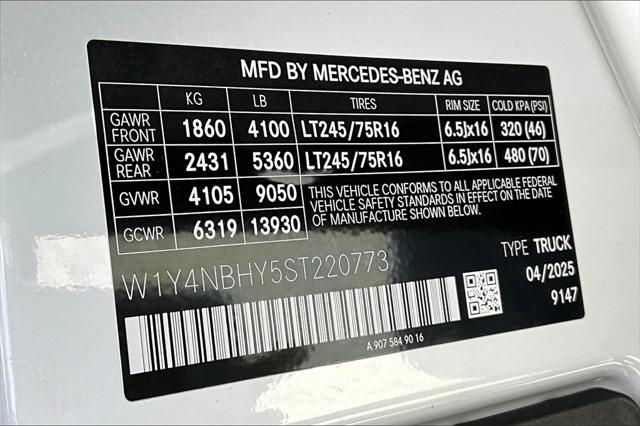 MFD BY MERCEDES-BENZ AG
KG LB TIRES RIM SIZE COLD KPA (PSI)
GAWR FRONT 1860 4100 LT245/75R16 6.5Jx16 320 (46)
GAWR REAR 2431 5360 LT245/75R16 6.5Jx16 480 (70)
GVWR 4105 9050
GCWR 6319 13930
THIS VEHICLE CONFORMS TO ALL APPLICABLE FEDERAL
VEHICLE SAFETY STANDARDS IN EFFECT ON THE DATE
OF MANUFACTURE SHOWN BELOW.
W1Y4NBHY5ST220773
TYPE TRUCK
04/2025
9147
A 907 584 90 16